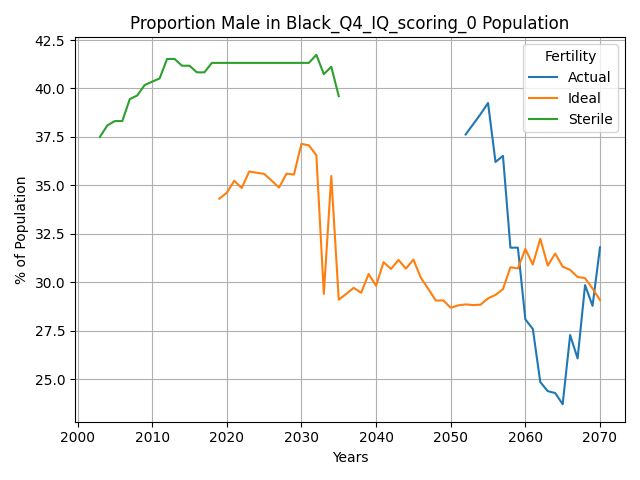 Proportion Male in Black_Q4_IQ_scoring_0 Population
% of Population
42.5
40.0
37.5
35.0
32.5
30.0
27.5
25.0
Fertility
Actual
Ideal
Sterile
2000 2010 2020 2030 2040 2050 2060 2070
Years